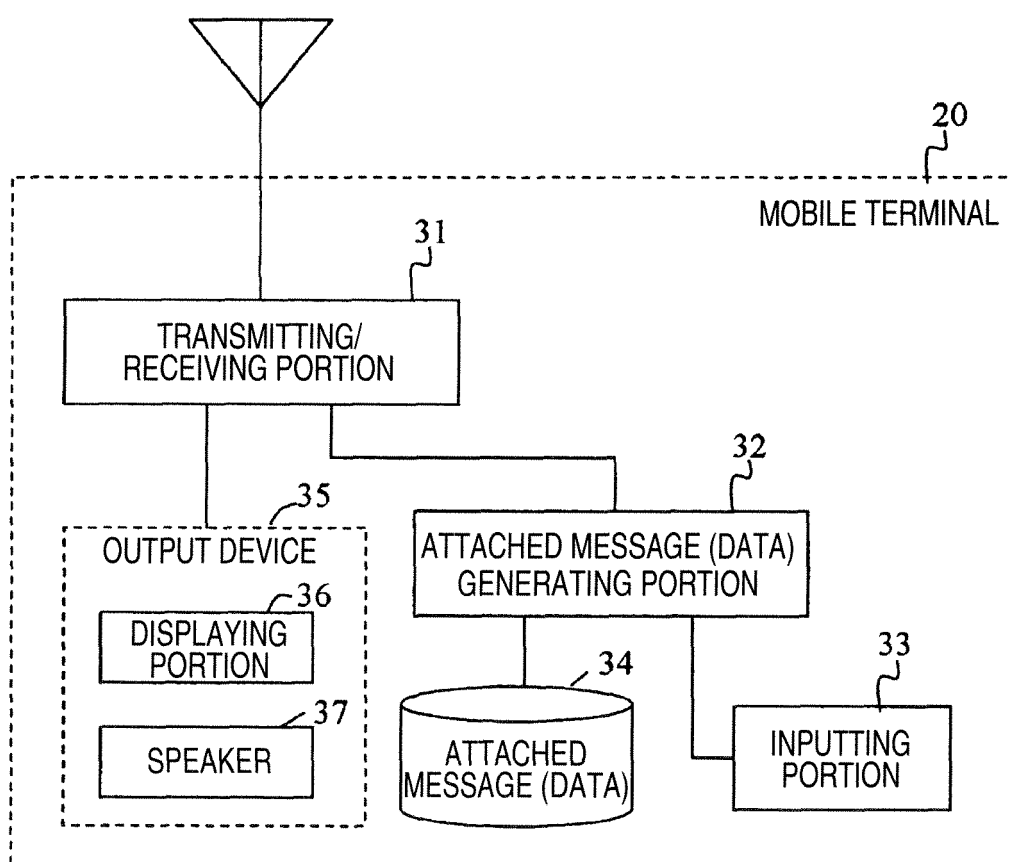 20
MOBILE TERMINAL
31
TRANSMITTING/
RECEIVING PORTION
32
35
OUTPUT DEVICE
ATTACHED MESSAGE (DATA)
GENERATING PORTION
36
DISPLAYING
PORTION
34
33
37
SPEAKER
ATTACHED
MESSAGE (DATA)
INPUTTING
PORTION